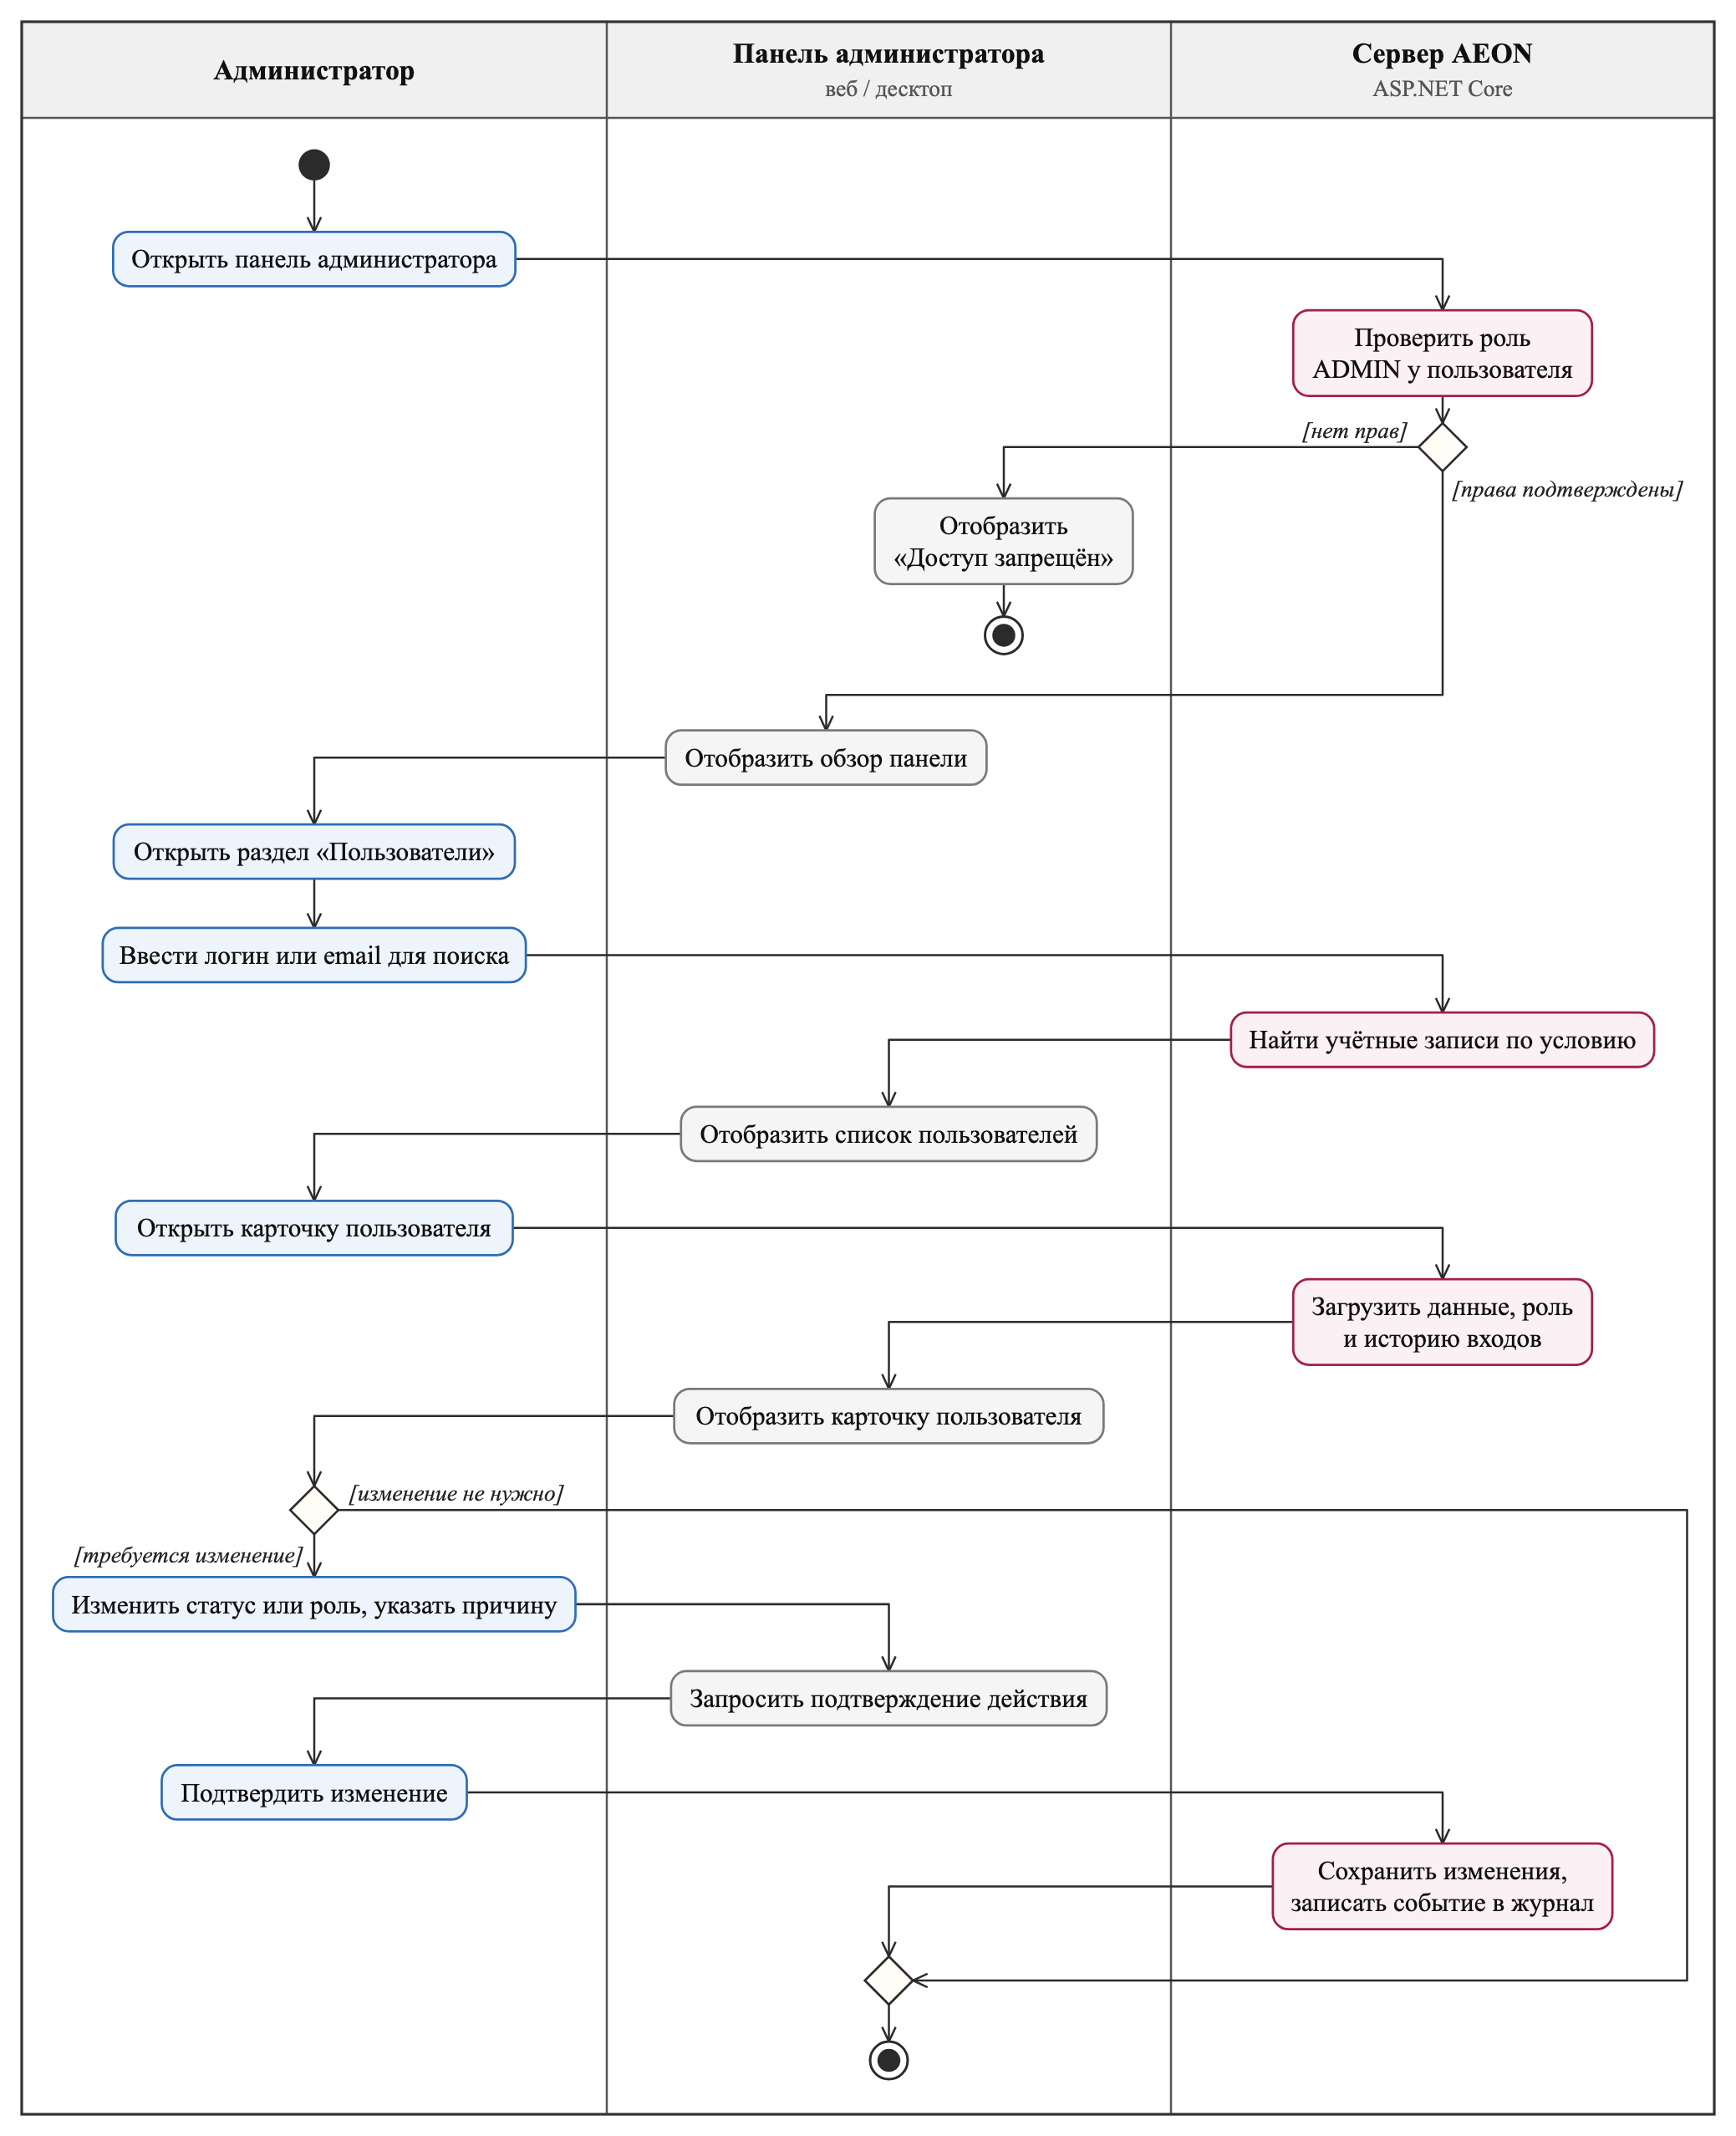 Администратор
Панель администратора
веб / десктоп
Сервер AEON
ASP.NET Core
Открыть панель администратора
Проверить роль
ADMIN у пользователя
[нет прав]
[права подтверждены]
Отобразить
«Доступ запрещён»
Отобразить обзор панели
Открыть раздел «Пользователи»
Ввести логин или email для поиска
Найти учётные записи по условию
Отобразить список пользователей
Открыть карточку пользователя
Загрузить данные, роль
и историю входов
Отобразить карточку пользователя
[изменение не нужно]
[требуется изменение]
Изменить статус или роль, указать причину
Запросить подтверждение действия
Подтвердить изменение
Сохранить изменения,
записать событие в журнал